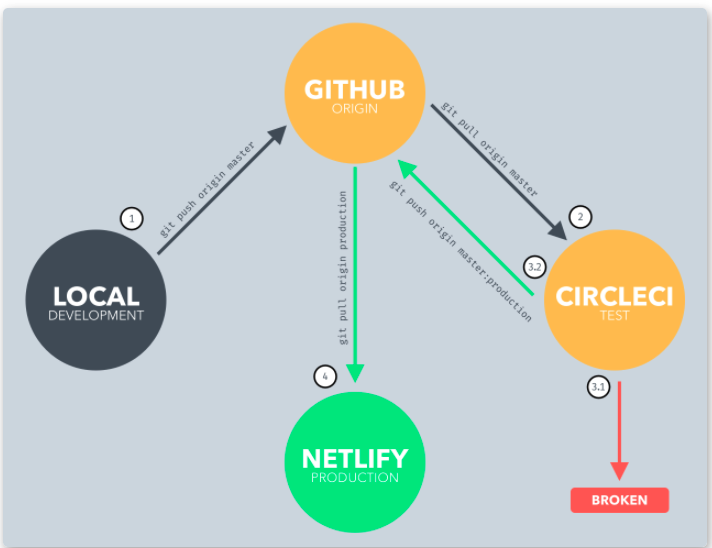 GITHUB
ORIGIN
git push origin master
git pull origin master
1
2
git push origin master:production
3.2
git pull origin production
LOCAL
DEVELOPMENT
CIRCLECI
TEST
4
3.1
NETLIFY
PRODUCTION
BROKEN